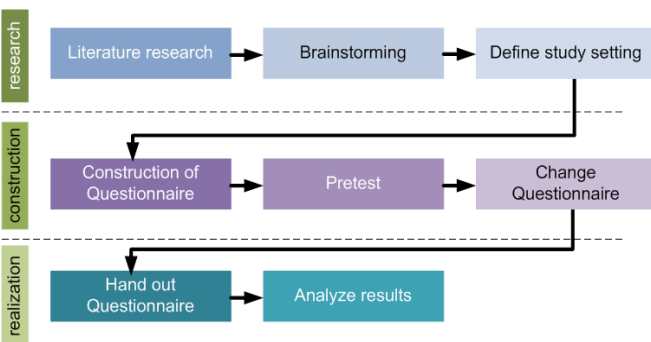 research
Literature research
Brainstorming
Define study setting
construction
Construction of
Questionnaire
Pretest
Change
Questionnaire
realization
Hand out
Questionnaire
Analyze results